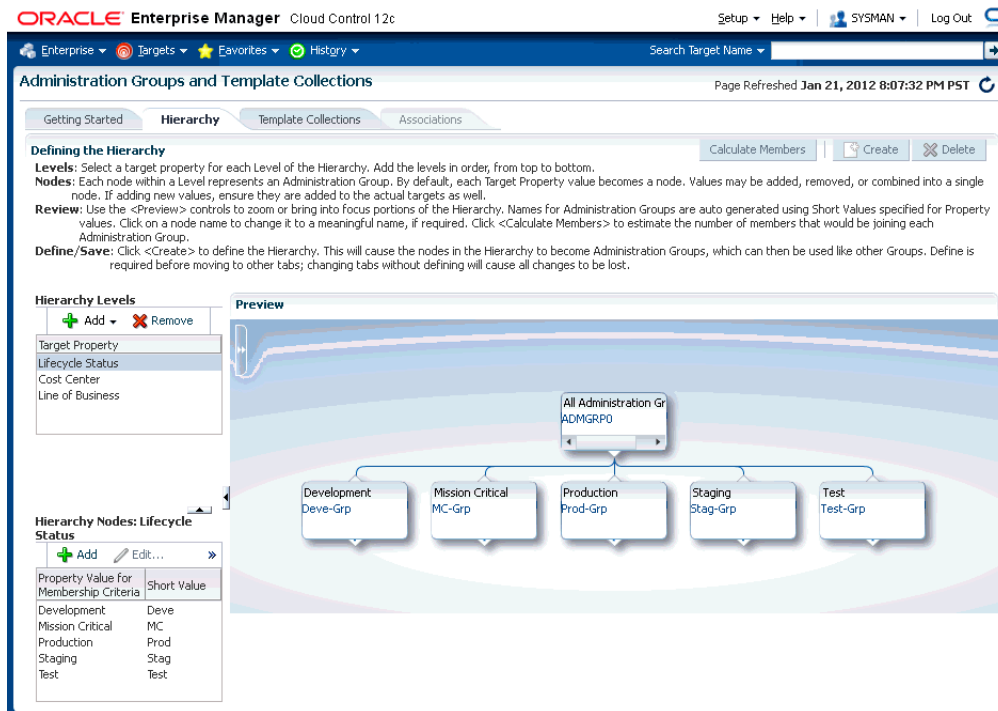 ORACLE Enterprise Manager Cloud Control 12c
Setup Help SYSMAN Log Out
Enterprise Targets Favorites History Search Target Name
Administration Groups and Template Collections
Page Refreshed Jan 21, 2012 8:07:32 PM PST
Getting Started Hierarchy Template Collections Associations
Defining the Hierarchy
Calculate Members Create Delete
Levels: Select a target property for each Level of the Hierarchy. Add the levels in order, from top to bottom.
Nodes: Each node within a Level represents an Administration Group. By default, each Target Property value becomes a node. Values may be added, removed, or combined into a single
node. If adding new values, ensure they are added to the actual targets as well.
Review: Use the <Preview> controls to zoom or bring into focus portions of the Hierarchy. Names for Administration Groups are auto generated using Short Values specified for Property
values. Click on a node name to change it to a meaningful name, if required. Click <Calculate Members> to estimate the number of members that would be joining each
Administration Group.
Define/Save: Click <Create> to define the Hierarchy. This will cause the nodes in the Hierarchy to become Administration Groups, which can then be used like other Groups. Define is
required before moving to other tabs; changing tabs without defining will cause all changes to be lost.
Hierarchy Levels
Add Remove
Target Property
Lifecycle Status
Cost Center
Line of Business
Hierarchy Nodes: Lifecycle
Status
Add Edit... »
Property Value for
Membership Criteria Short Value
Development Deve
Mission Critical MC
Production Prod
Staging Stag
Test Test
Preview
All Administration Gr
ADMGRP0
Development
Deve-Grp
Mission Critical
MC-Grp
Production
Prod-Grp
Staging
Stag-Grp
Test
Test-Grp